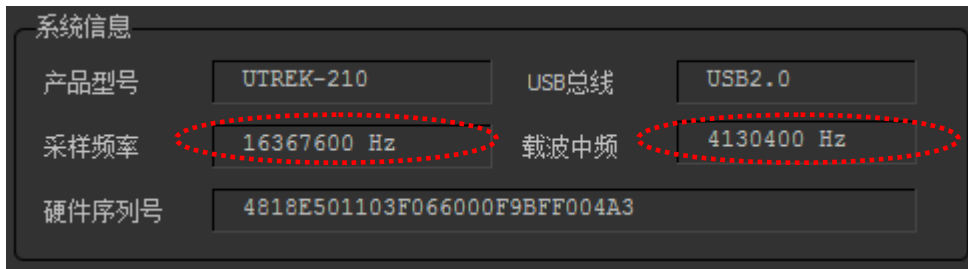 系统信息
产品型号 UTREK-210 USB总线 USB2.0
采样频率 16367600 Hz 载波中频 4130400 Hz
硬件序列号 4818E501103F066000F9BFF004A3